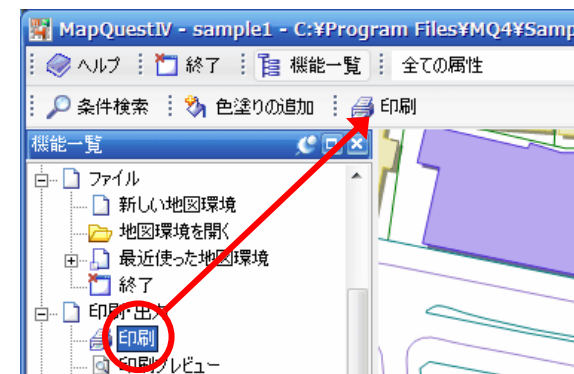 MapQuestⅣ - sample1 - C:¥Program Files¥MQ4¥Samp
ヘルプ 終了 機能一覧 全ての属性
条件検索 色塗りの追加 印刷
機能一覧
ファイル
新しい地図環境
地図環境を開く
最近使った地図環境
終了
印刷・出力
印刷
印刷プレビュー